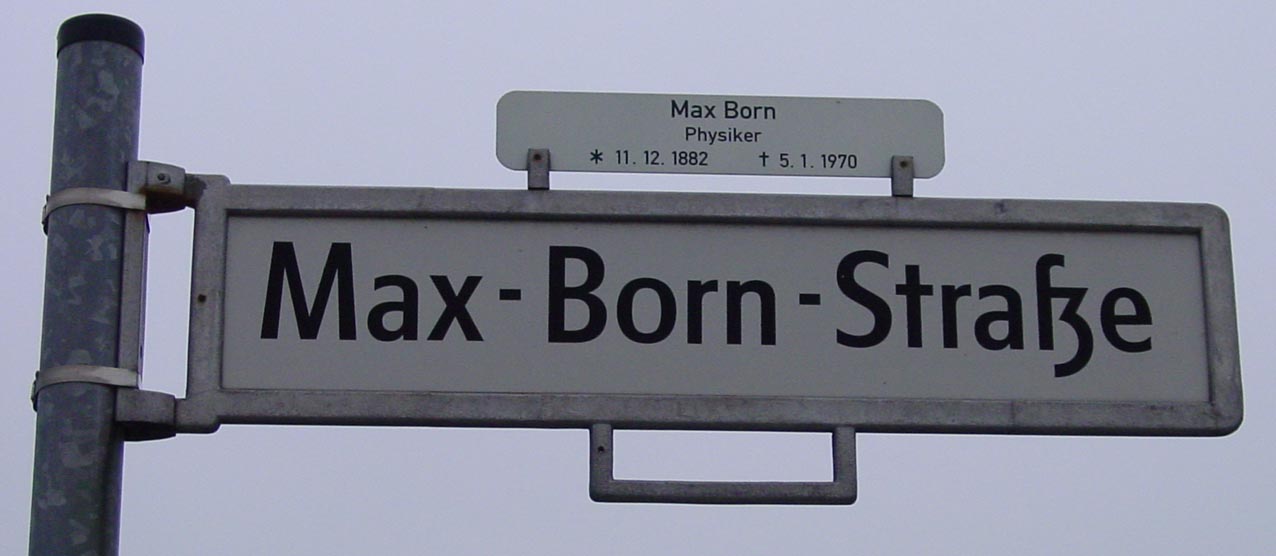 Max Born
Physiker
* 11. 12. 1882 † 5. 1. 1970
Max-Born-Straße